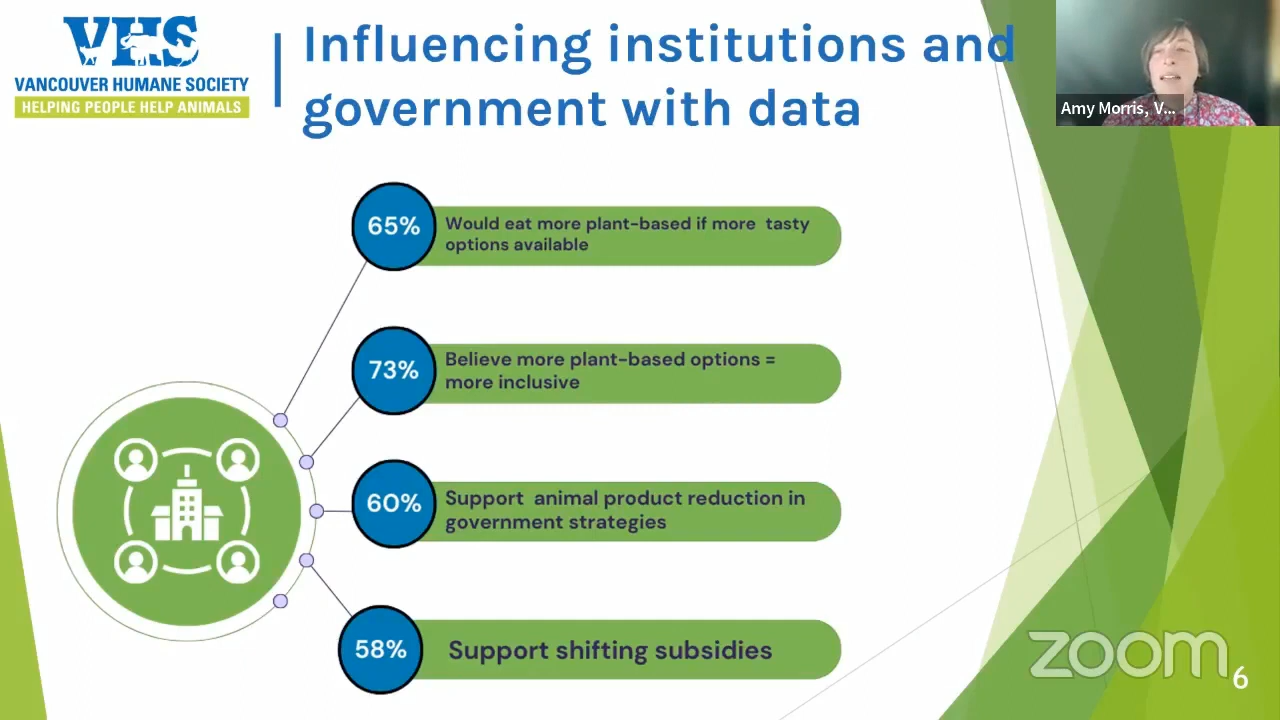 VHS
VANCOUVER HUMANE SOCIETY
HELPING PEOPLE HELP ANIMALS
Influencing institutions and
government with data
Amy Morris, V...
65%
Would eat more plant-based if more tasty
options available
73%
Believe more plant-based options =
more inclusive
60%
Support animal product reduction in
government strategies
58%
Support shifting subsidies
zoom
6